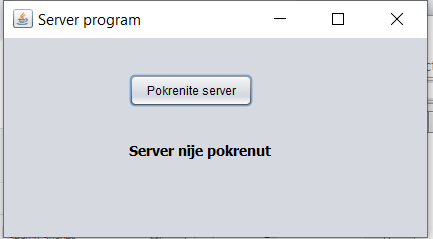 Server program
Pokrenite server
Server nije pokrenut